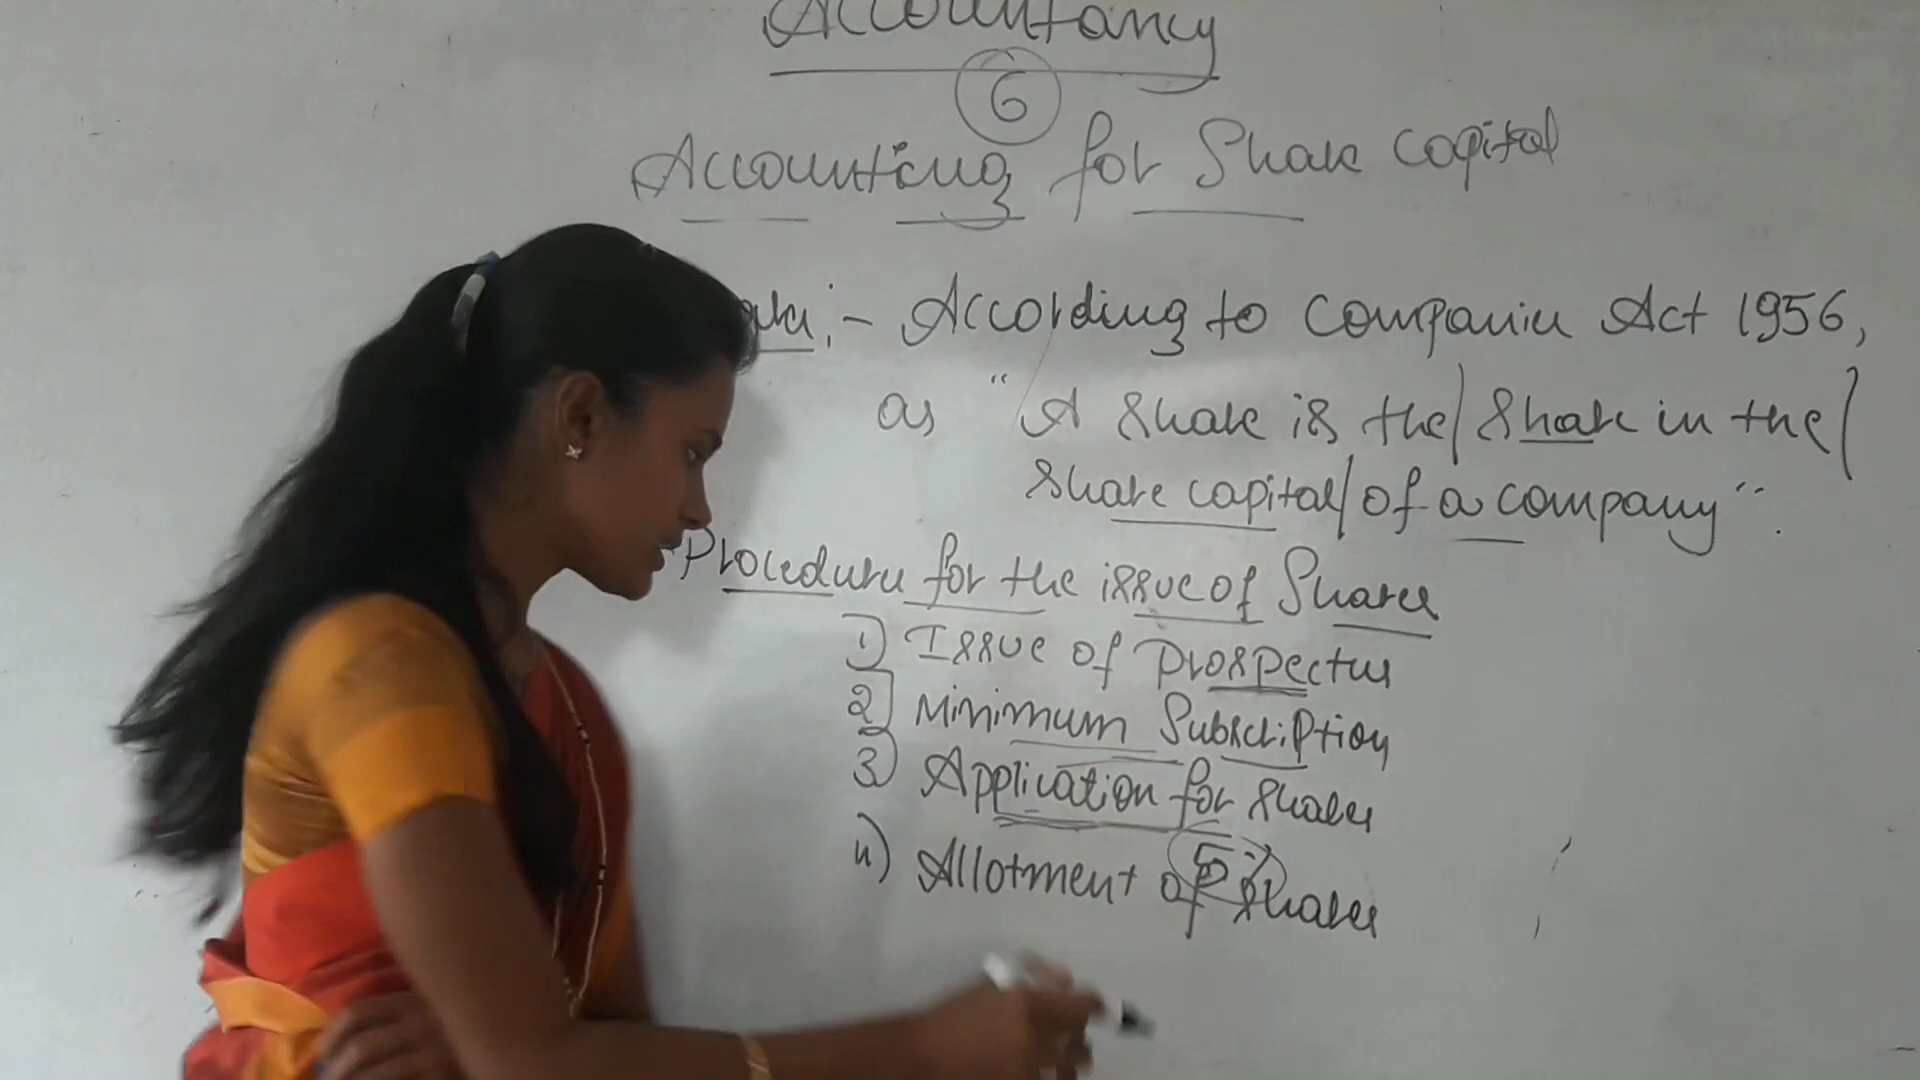 Accountancy
6
Accounting for Share capital
:- According to Companies Act 1956,
as "A share is the share in the
share capital of a company".
Procedure for the issue of Shares
1) Issue of Prospectus
2) Minimum Subscription
3) Application for shares
5%
4) Allotment of shares